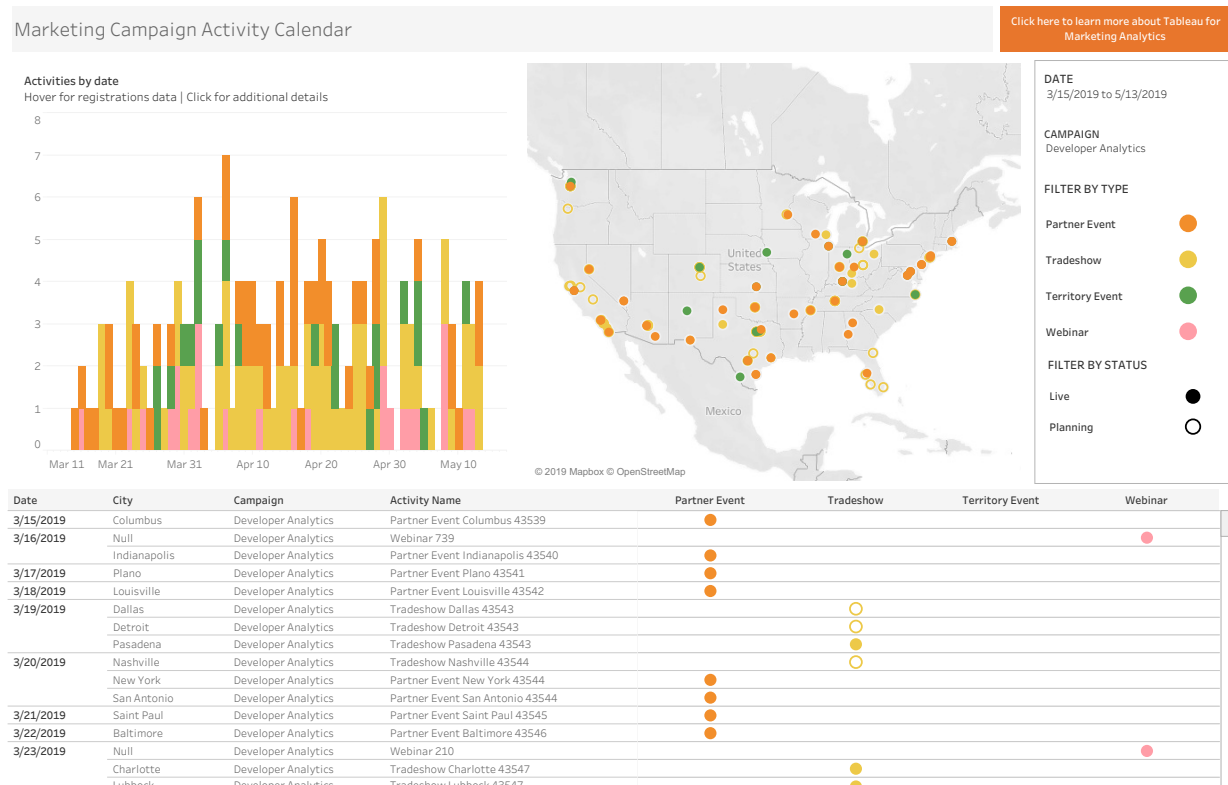 Marketing Campaign Activity Calendar
Click here to learn more about Tableau for
Marketing Analytics
Activities by date
Hover for registrations data | Click for additional details
8
7
6
5
4
3
2
1
0
Mar 11 Mar 21 Mar 31 Apr 10 Apr 20 Apr 30 May 10
United
States
Mexico
© 2019 Mapbox © OpenStreetMap
DATE
3/15/2019 to 5/13/2019
CAMPAIGN
Developer Analytics
FILTER BY TYPE
Partner Event
Tradeshow
Territory Event
Webinar
FILTER BY STATUS
Live
Planning
Date City Campaign Activity Name Partner Event Tradeshow Territory Event Webinar
3/15/2019 Columbus Developer Analytics Partner Event Columbus 43539
3/16/2019 Null Developer Analytics Webinar 739
Indianapolis Developer Analytics Partner Event Indianapolis 43540
3/17/2019 Plano Developer Analytics Partner Event Plano 43541
3/18/2019 Louisville Developer Analytics Partner Event Louisville 43542
3/19/2019 Dallas Developer Analytics Tradeshow Dallas 43543
Detroit Developer Analytics Tradeshow Detroit 43543
Pasadena Developer Analytics Tradeshow Pasadena 43543
3/20/2019 Nashville Developer Analytics Tradeshow Nashville 43544
New York Developer Analytics Partner Event New York 43544
San Antonio Developer Analytics Partner Event San Antonio 43544
3/21/2019 Saint Paul Developer Analytics Partner Event Saint Paul 43545
3/22/2019 Baltimore Developer Analytics Partner Event Baltimore 43546
3/23/2019 Null Developer Analytics Webinar 210
Charlotte Developer Analytics Tradeshow Charlotte 43547
Lubbock Developer Analytics Tradeshow Lubbock 43547